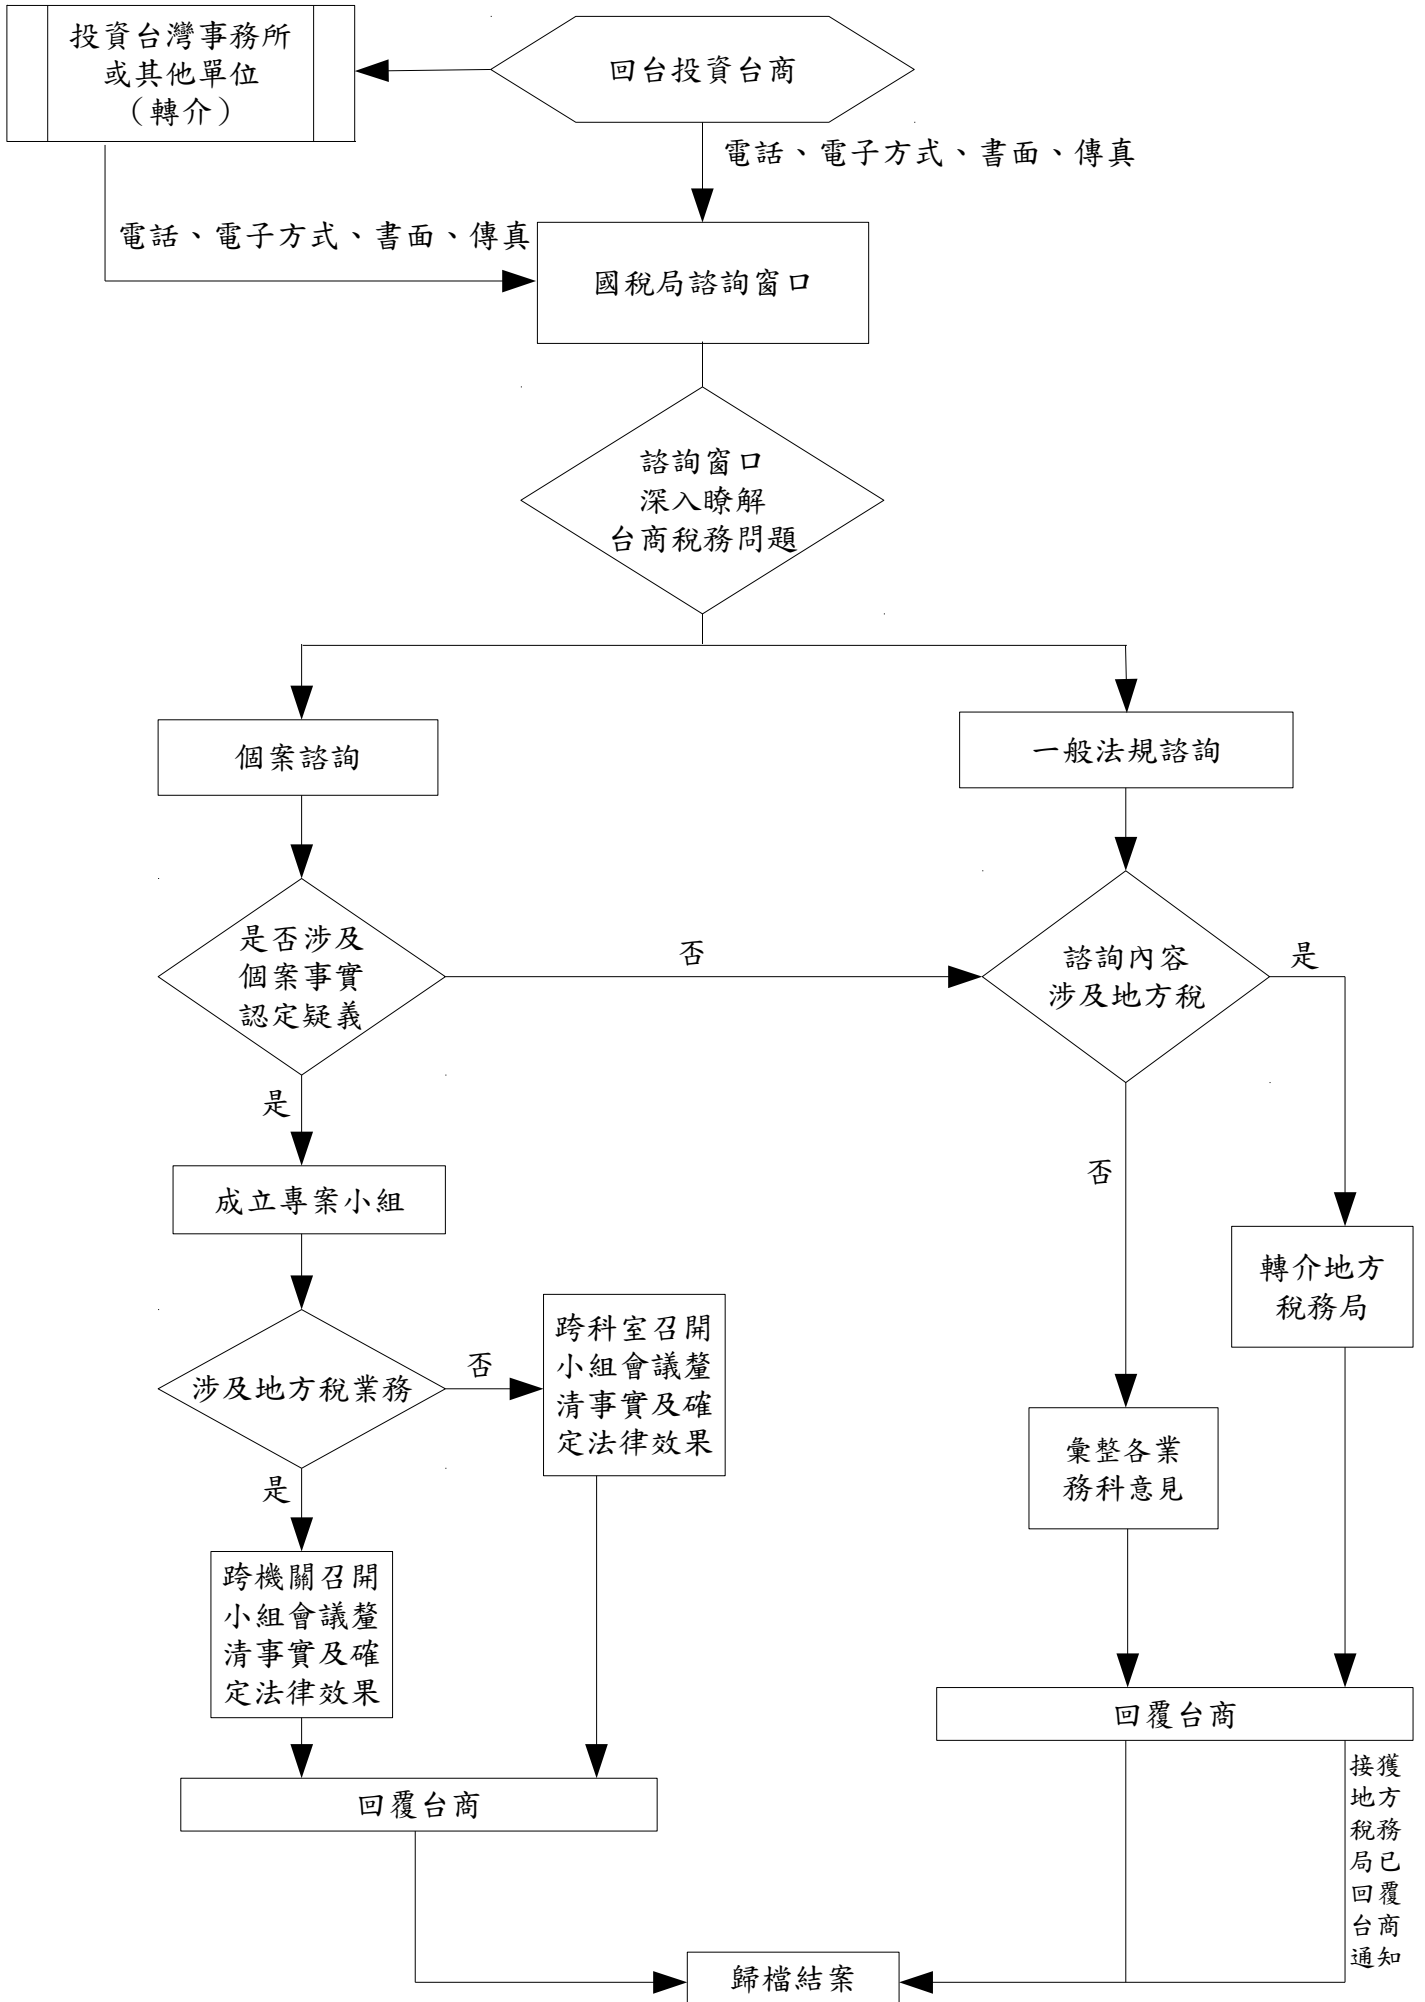 投資台灣事務所
或其他單位
（轉介）
回台投資台商
電話、電子方式、書面、傳真
電話、電子方式、書面、傳真
國稅局諮詢窗口
諮詢窗口
深入瞭解
台商稅務問題
個案諮詢
一般法規諮詢
是否涉及
個案事實
認定疑義
否
諮詢內容
涉及地方稅
是
是
否
成立專案小組
轉介地方
稅務局
涉及地方稅業務
否
跨科室召開
小組會議釐
清事實及確
定法律效果
彙整各業
務科意見
是
跨機關召開
小組會議釐
清事實及確
定法律效果
回覆台商
回覆台商
接獲
地方
稅務
局已
回覆
台商
通知
歸檔結案